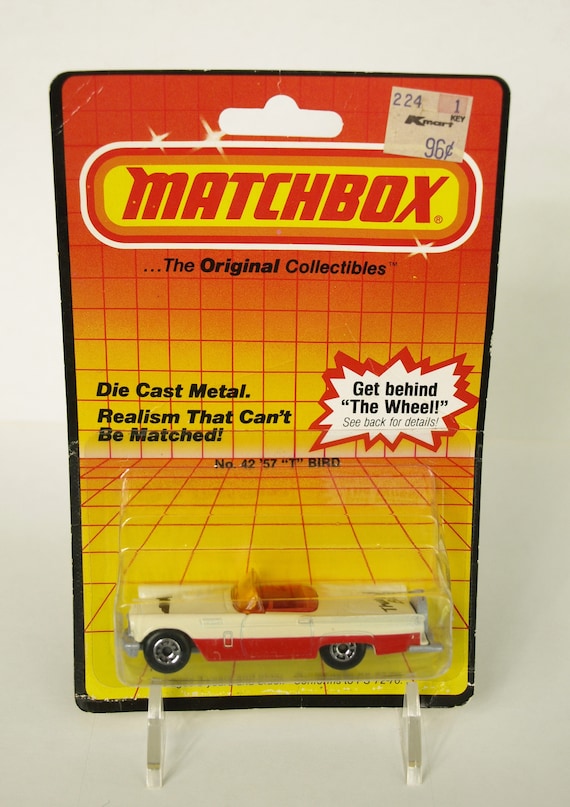 224 1
KEY
Kmart
96¢
MATCHBOX®
...The Original Collectibles™
Die Cast Metal.
Realism That Can't
Be Matched!
Get behind
"The Wheel!"
See back for details!
No. 42 '57 "T" BIRD